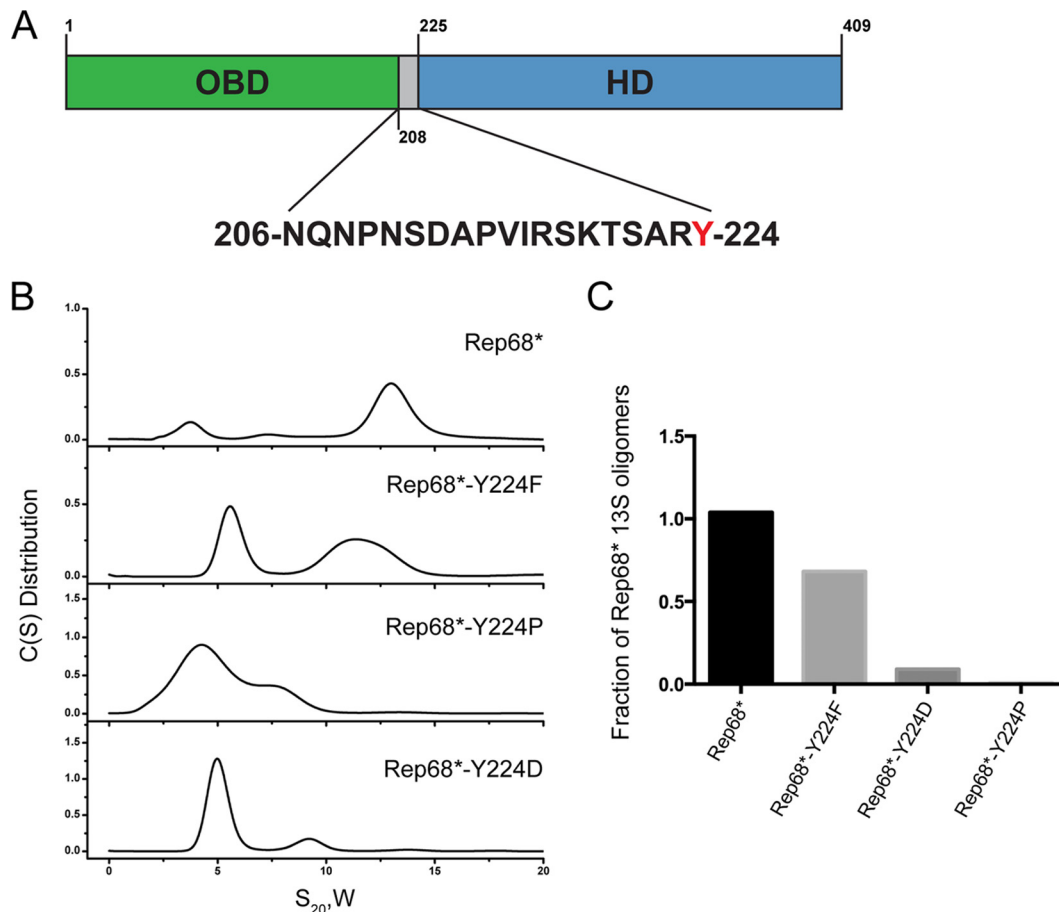 A
1
225
409
OBD
HD
208
206-NQNPNSDAPVIRSKTSARY-224
B
C
1.0
Rep68*
0.5
0.0
Rep68*-Y224F
0.5
0.0
C(S) Distribution
1.5
Rep68*-Y224P
1.0
0.5
0.0
Rep68*-Y224D
1.0
0.5
0.0
0
5
10
15
20
S20,W
Fraction of Rep68* 13S oligomers
1.5
1.0
0.5
0.0
Rep68*
Rep68*-Y224F
Rep68*-Y224D
Rep68*-Y224P